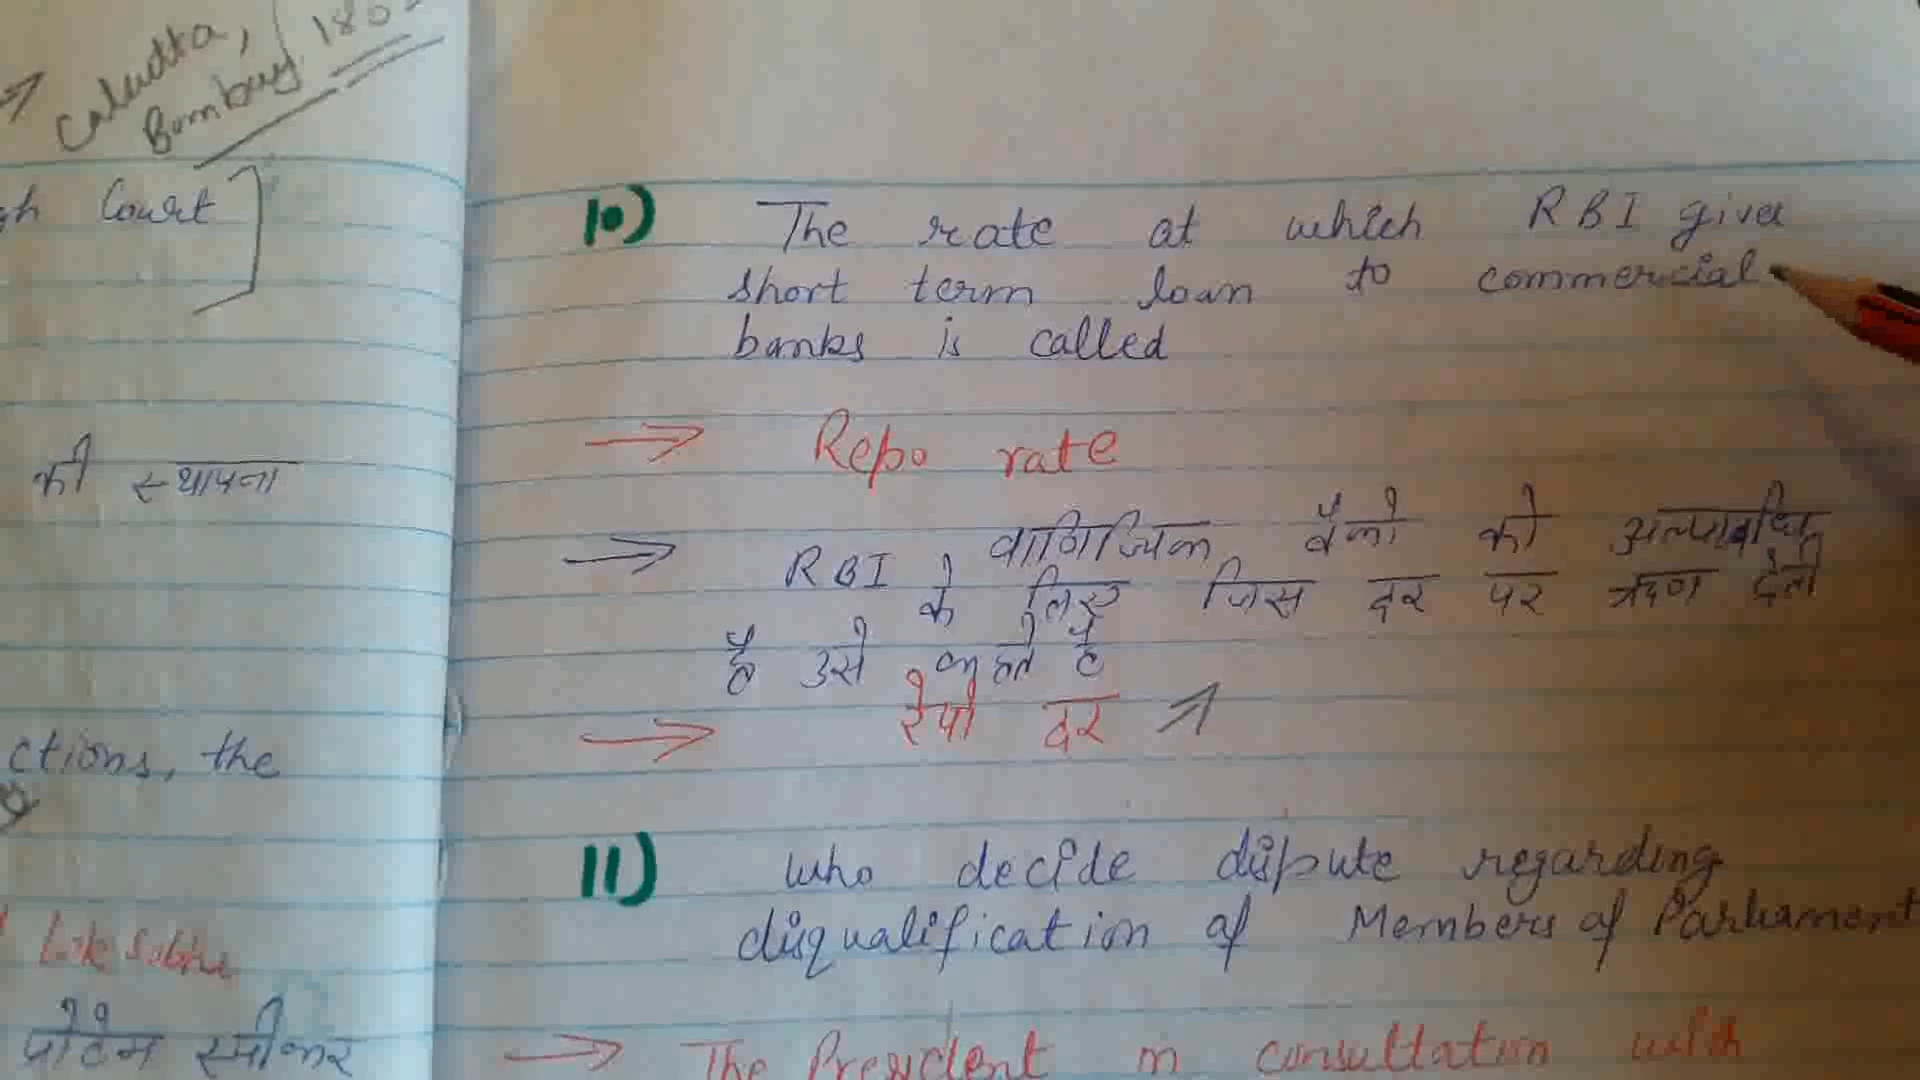 Calcutta,
Bombay
Court
की स्थापना
ctions, the
Lok Sabha
प्रोटेम स्पीकर
10) The rate at which RBI gives
short term loan to commercial
banks is called
→ Repo rate
→ RBI वाणिज्यिक बैंकों को अल्पावधि
के लिए जिस दर पर ऋण देती
है उसे कहते हैं
→ रेपो दर
11) who decide dispute regarding
disqualification of Members of Parliament
→ The President in consultation with